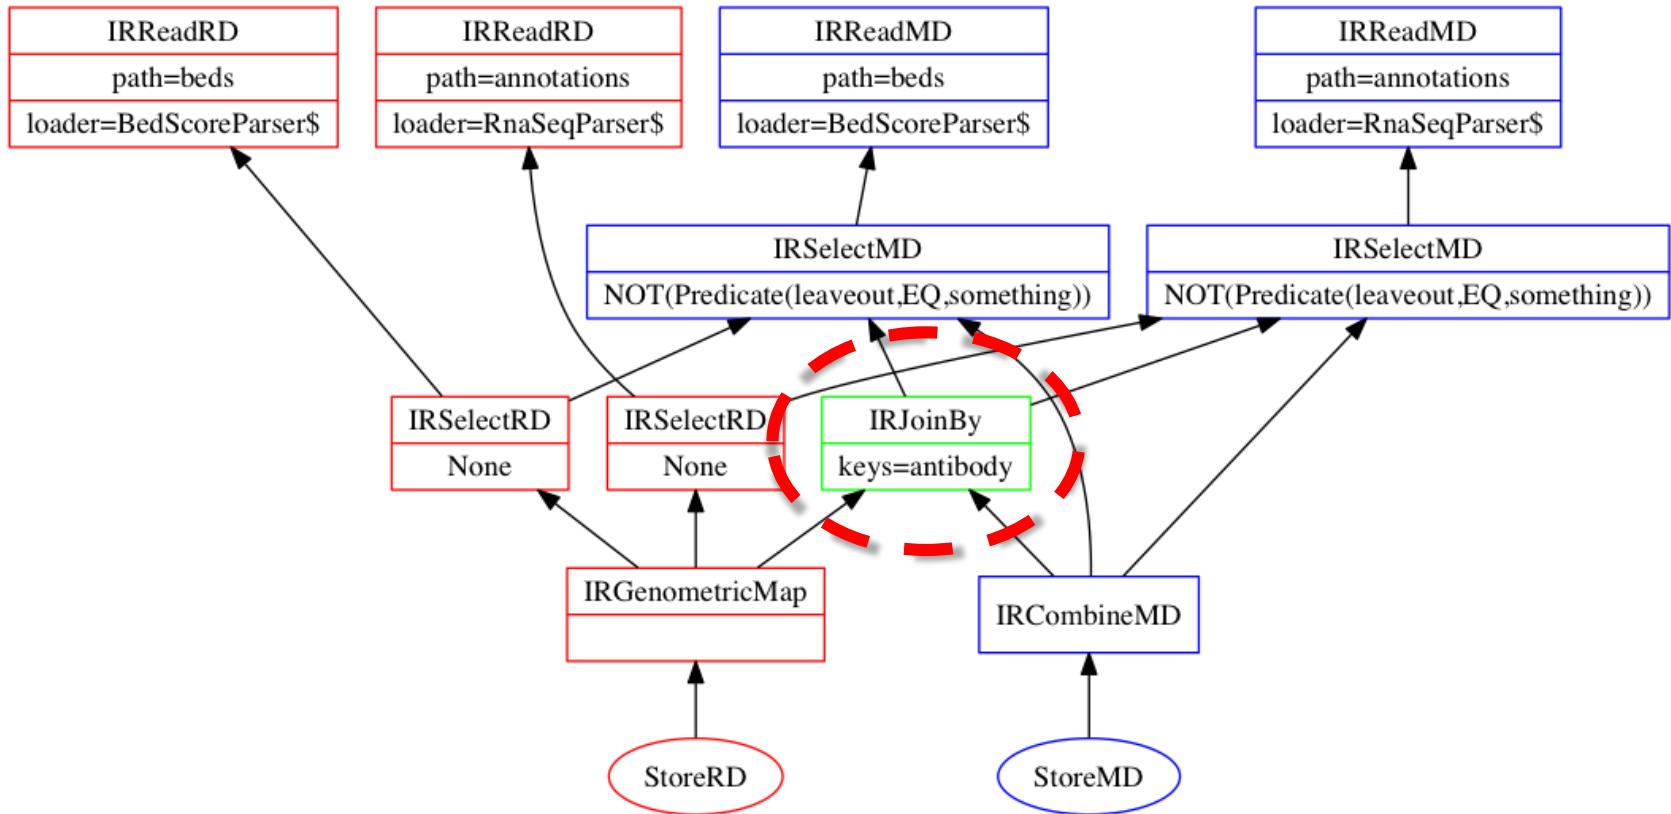 IRReadRD
path=beds
loader=BedScoreParser$
IRReadRD
path=annotations
loader=RnaSeqParser$
IRReadMD
path=beds
loader=BedScoreParser$
IRReadMD
path=annotations
loader=RnaSeqParser$
IRSelectMD
NOT(Predicate(leaveout,EQ,something))
IRSelectMD
NOT(Predicate(leaveout,EQ,something))
IRSelectRD
None
IRSelectRD
None
IRJoinBy
keys=antibody
IRGenometricMap
IRCombineMD
StoreRD
StoreMD